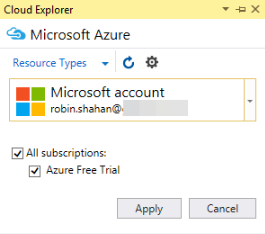 Cloud Explorer
Microsoft Azure
Resource Types
Microsoft account
robin.shahan@
All subscriptions:
Azure Free Trial
Apply Cancel